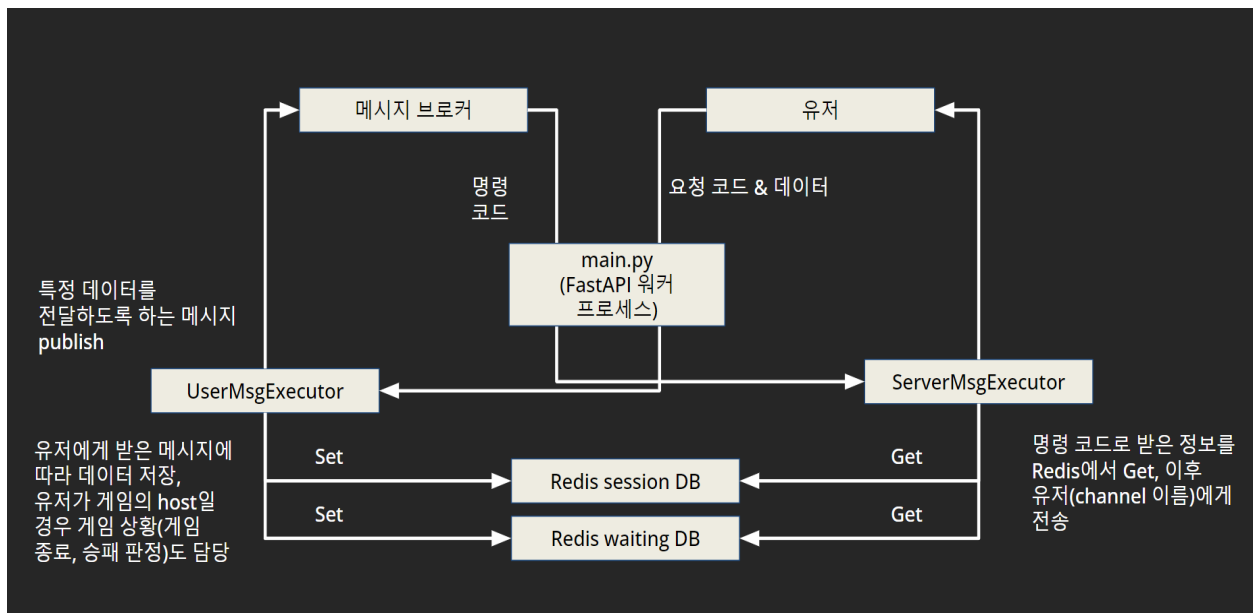 메시지 브로커
유저
명령
코드
요청 코드 & 데이터
main.py
(FastAPI 워커
프로세스)
특정 데이터를
전달하도록 하는 메시지
publish
UserMsgExecutor
ServerMsgExecutor
유저에게 받은 메시지에
따라 데이터 저장,
유저가 게임의 host일
경우 게임 상황(게임
종료, 승패 판정)도 담당
Set
Redis session DB
Get
Set
Redis waiting DB
Get
명령 코드로 받은 정보를
Redis에서 Get, 이후
유저(channel 이름)에게
전송